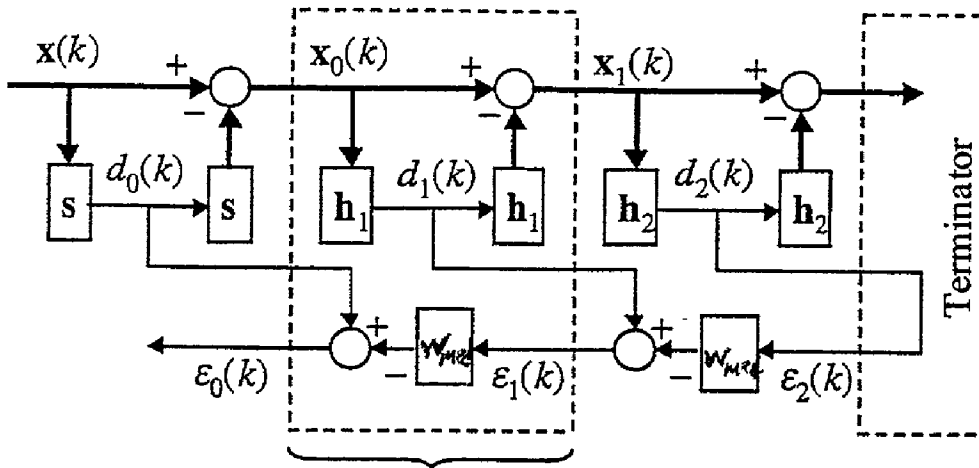 x(k) + − x₀(k) + − x₁(k) + −
s d₀(k) s h₁ d₁(k) h₁ h₂ d₂(k) h₂
Terminator
+ − ε₁(k) + − ε₂(k)
ε₀(k)